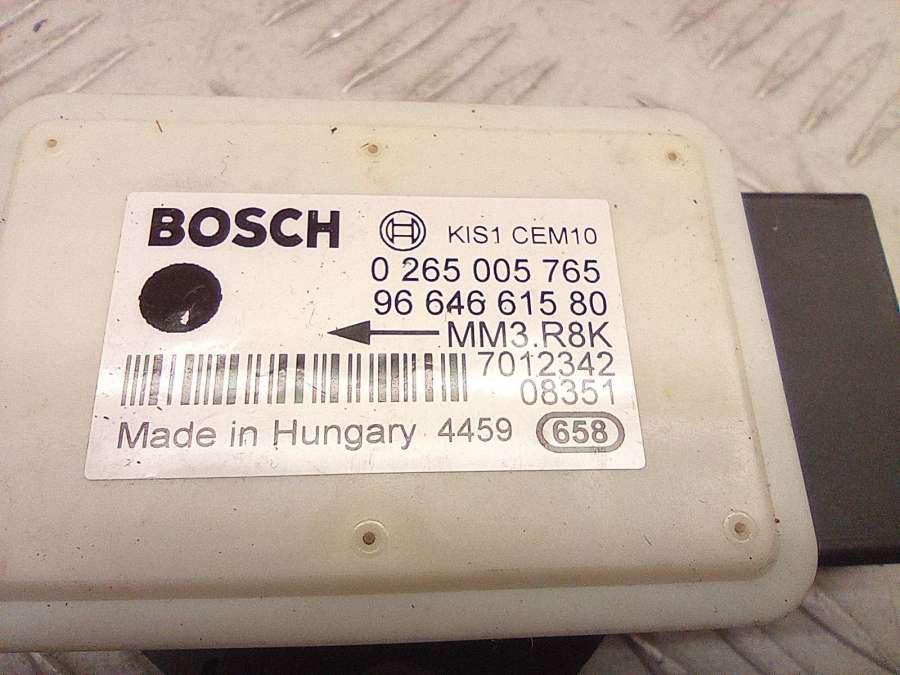 BOSCH KIS1 CEM10
0 265 005 765
96 646 615 80
MM3.R8K
7012342
08351
Made in Hungary 4459 658